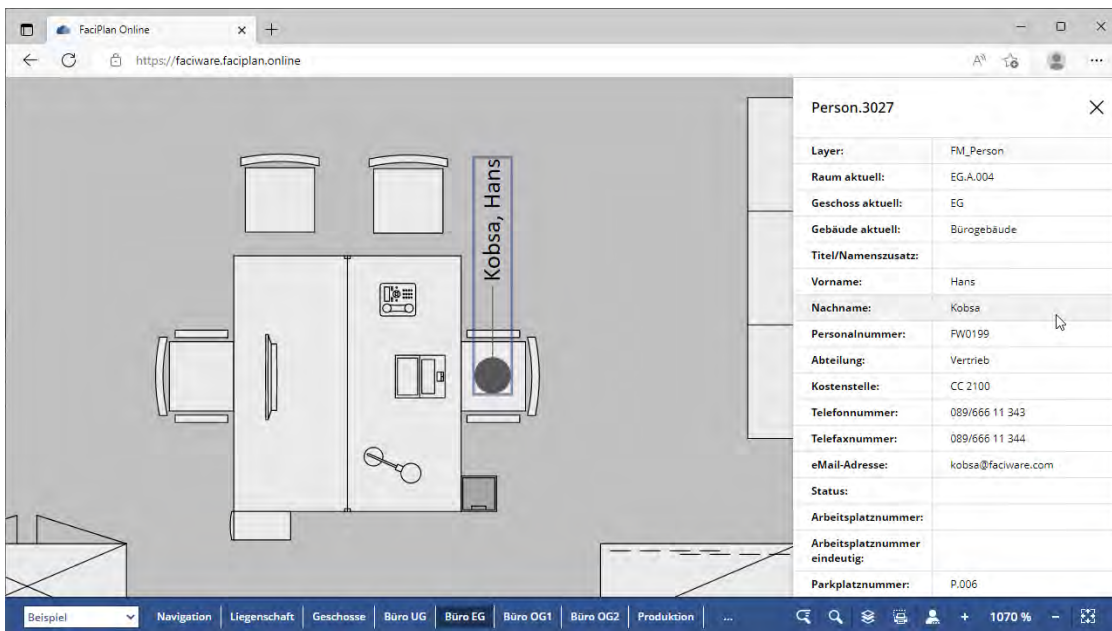 FaciPlan Online
https://faciware.faciplan.online
Person.3027
Layer: FM_Person
Raum aktuell: EG.A.004
Geschoss aktuell: EG
Gebäude aktuell: Bürogebäude
Titel/Namenszusatz:
Vorname: Hans
Nachname: Kobsa
Personalnummer: FW0199
Abteilung: Vertrieb
Kostenstelle: CC 2100
Telefonnummer: 089/666 11 343
Telefaxnummer: 089/666 11 344
eMail-Adresse: kobsa@faciware.com
Status:
Arbeitsplatznummer:
Arbeitsplatznummer
eindeutig:
Parkplatznummer: P.006
Kobsa, Hans
Beispiel Navigation Liegenschaft Geschosse Büro UG Büro EG Büro OG1 Büro OG2 Produktion ... + 1070 % −